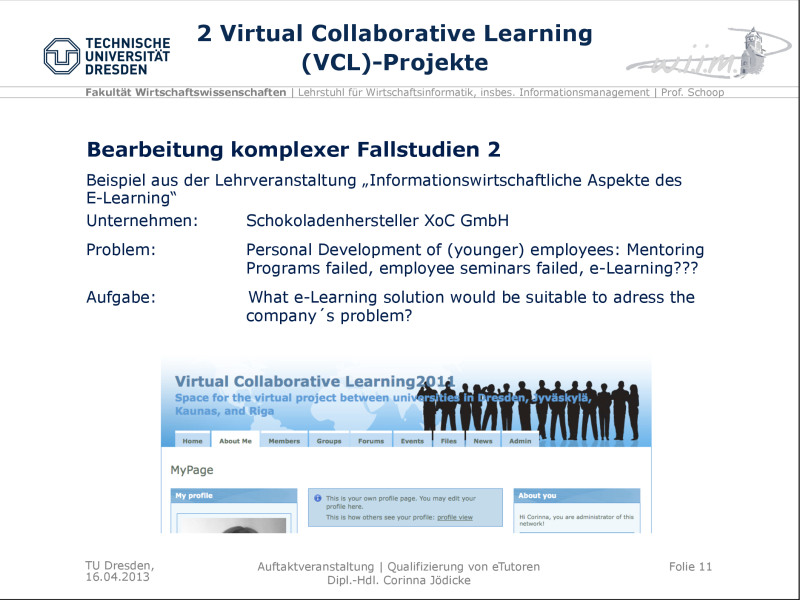 2 Virtual Collaborative Learning
(VCL)-Projekte
TECHNISCHE
UNIVERSITÄT
DRESDEN
w.i.i.m.
Fakultät Wirtschaftswissenschaften | Lehrstuhl für Wirtschaftsinformatik, insbes. Informationsmanagement | Prof. Schoop
Bearbeitung komplexer Fallstudien 2
Beispiel aus der Lehrveranstaltung „Informationswirtschaftliche Aspekte des
E-Learning“
Unternehmen: Schokoladenhersteller XoC GmbH
Problem: Personal Development of (younger) employees: Mentoring
Programs failed, employee seminars failed, e-Learning???
Aufgabe: What e-Learning solution would be suitable to adress the
company´s problem?
Virtual Collaborative Learning2011
Space for the virtual project between universities in Dresden, Jyväskylä,
Kaunas, and Riga
Home About Me Members Groups Forums Events Files News Admin
MyPage
My profile
This is your own profile page. You may edit your
profile here.
This is how others see your profile: profile view
About you
Hi Corinna, you are administrator of this
network!
TU Dresden,
16.04.2013
Auftaktveranstaltung | Qualifizierung von eTutoren
Dipl.-Hdl. Corinna Jödicke
Folie 11